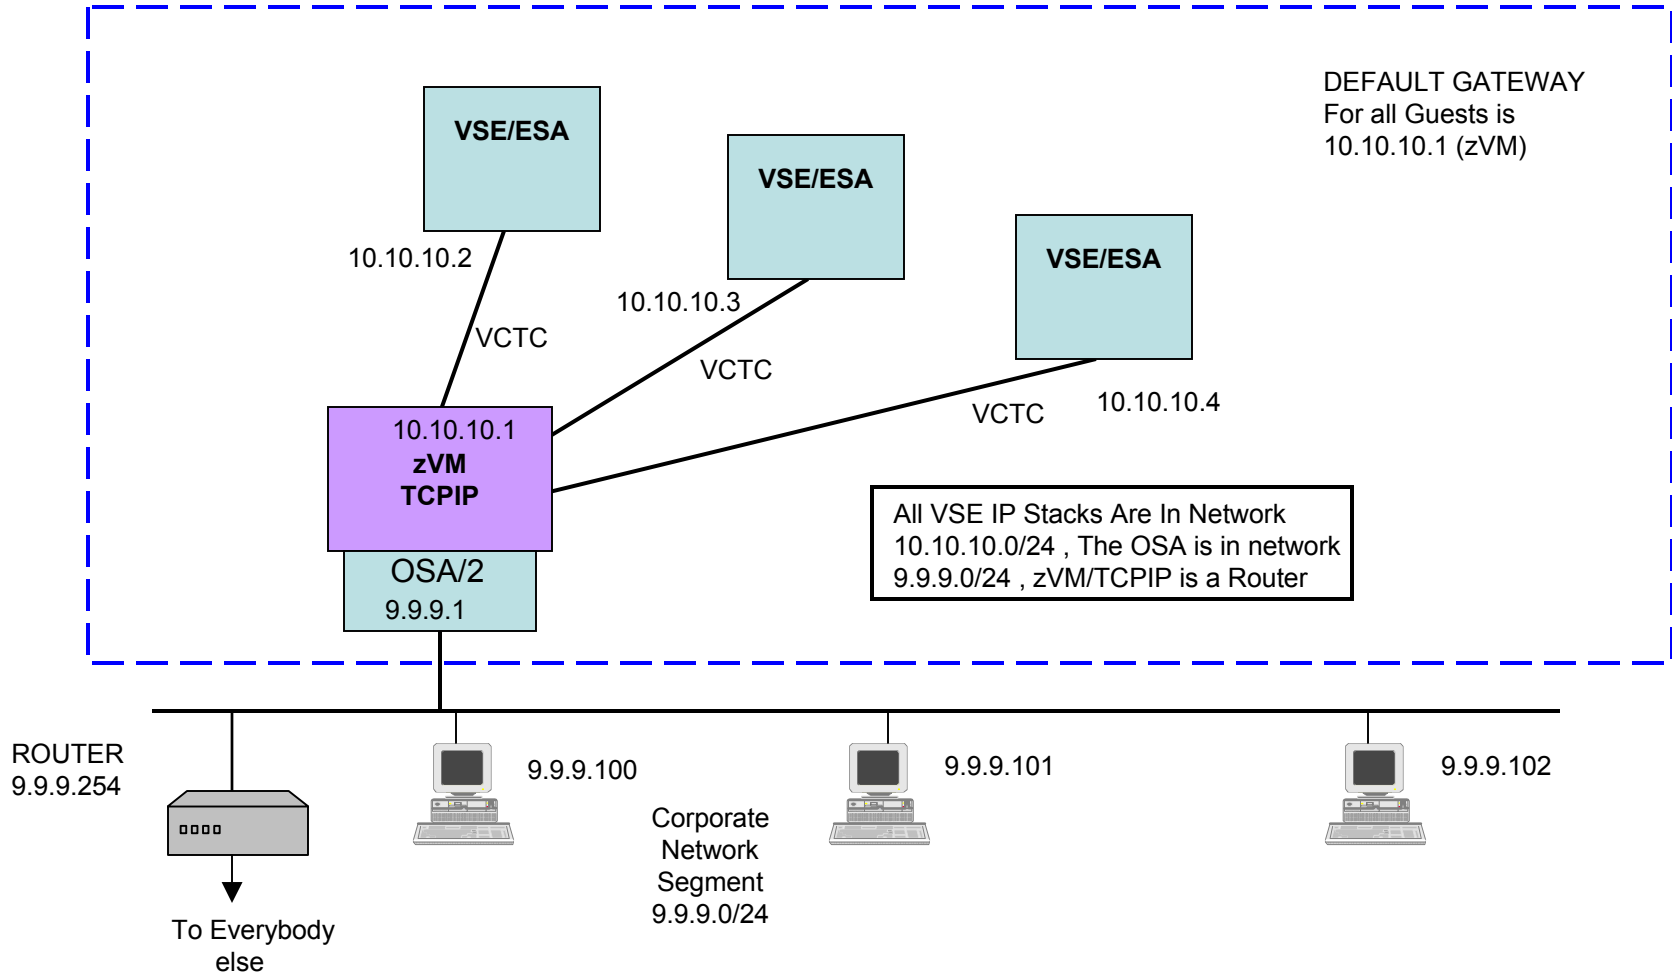 DEFAULT GATEWAY
For all Guests is
10.10.10.1 (zVM)
VSE/ESA
VSE/ESA
VSE/ESA
10.10.10.2
10.10.10.3
10.10.10.4
VCTC
VCTC
VCTC
10.10.10.1
zVM
TCPIP
OSA/2
9.9.9.1
All VSE IP Stacks Are In Network
10.10.10.0/24 , The OSA is in network
9.9.9.0/24 , zVM/TCPIP is a Router
ROUTER
9.9.9.254
9.9.9.100
9.9.9.101
9.9.9.102
Corporate
Network
Segment
9.9.9.0/24
To Everybody
else